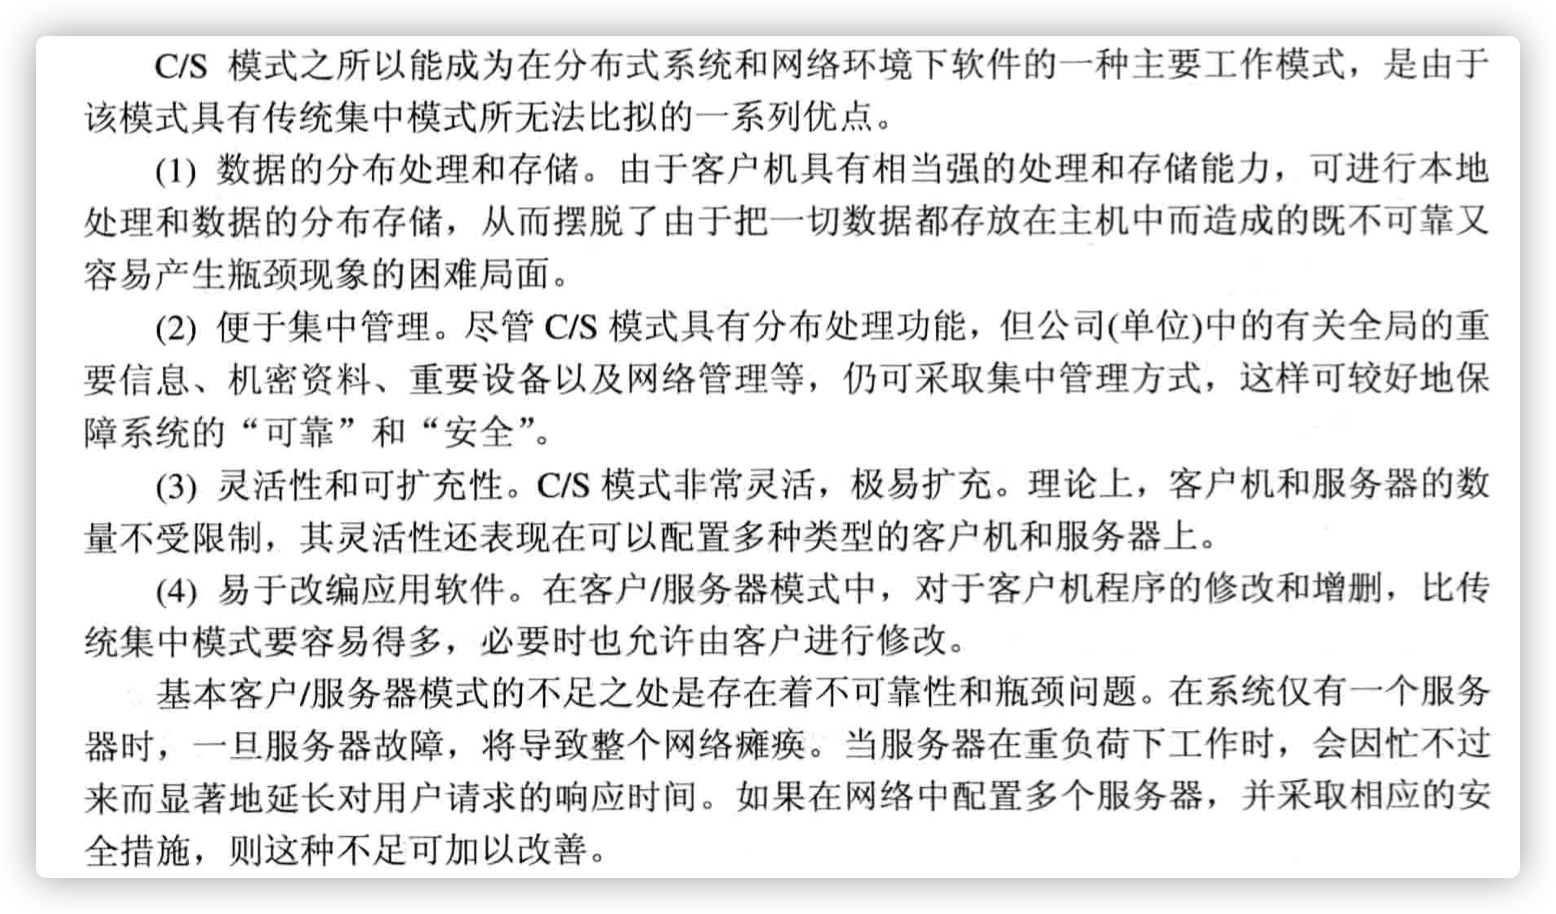 C/S 模式之所以能成为在分布式系统和网络环境下软件的一种主要工作模式，是由于
该模式具有传统集中模式所无法比拟的一系列优点。
(1) 数据的分布处理和存储。由于客户机具有相当强的处理和存储能力，可进行本地
处理和数据的分布存储，从而摆脱了由于把一切数据都存放在主机中而造成的既不可靠又
容易产生瓶颈现象的困难局面。
(2) 便于集中管理。尽管 C/S 模式具有分布处理功能，但公司(单位)中的有关全局的重
要信息、机密资料、重要设备以及网络管理等，仍可采取集中管理方式，这样可较好地保
障系统的“可靠”和“安全”。
(3) 灵活性和可扩充性。C/S 模式非常灵活，极易扩充。理论上，客户机和服务器的数
量不受限制，其灵活性还表现在可以配置多种类型的客户机和服务器上。
(4) 易于改编应用软件。在客户/服务器模式中，对于客户机程序的修改和增删，比传
统集中模式要容易得多，必要时也允许由客户进行修改。
基本客户/服务器模式的不足之处是存在着不可靠性和瓶颈问题。在系统仅有一个服务
器时，一旦服务器故障，将导致整个网络瘫痪。当服务器在重负荷下工作时，会因忙不过
来而显著地延长对用户请求的响应时间。如果在网络中配置多个服务器，并采取相应的安
全措施，则这种不足可加以改善。